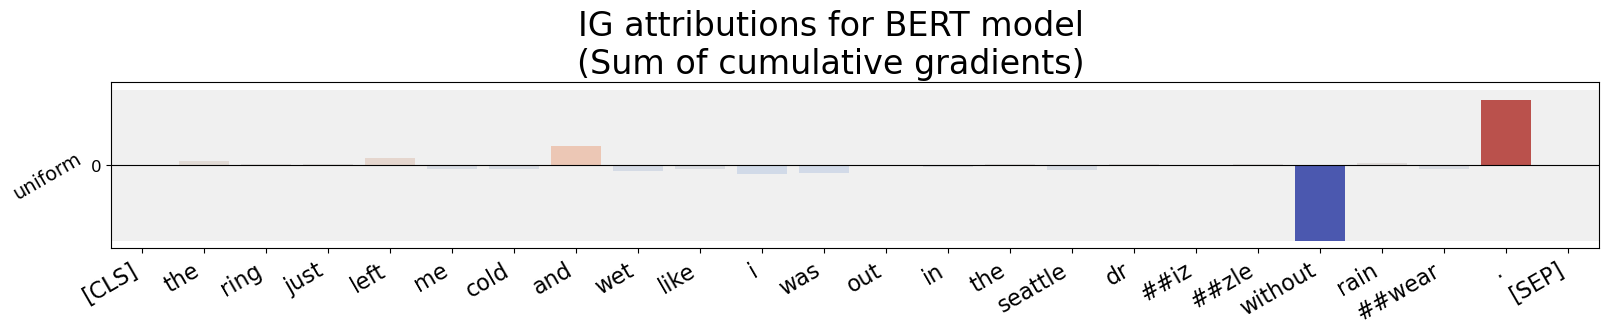 IG attributions for BERT model
(Sum of cumulative gradients)
uniform
0
[CLS] the ring just left me cold and wet like i was out in the seattle dr ##iz ##zle without rain ##wear . [SEP]